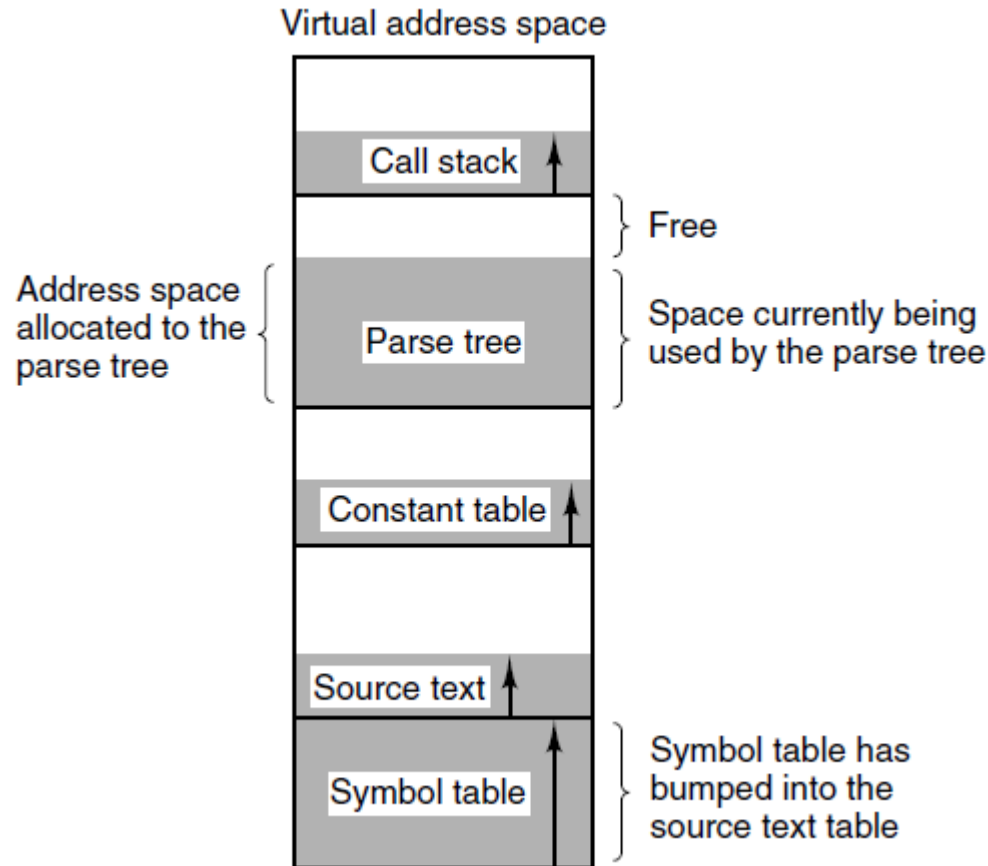 Virtual address space
Call stack
Free
Address space
allocated to the
parse tree
Parse tree
Space currently being
used by the parse tree
Constant table
Source text
Symbol table
Symbol table has
bumped into the
source text table